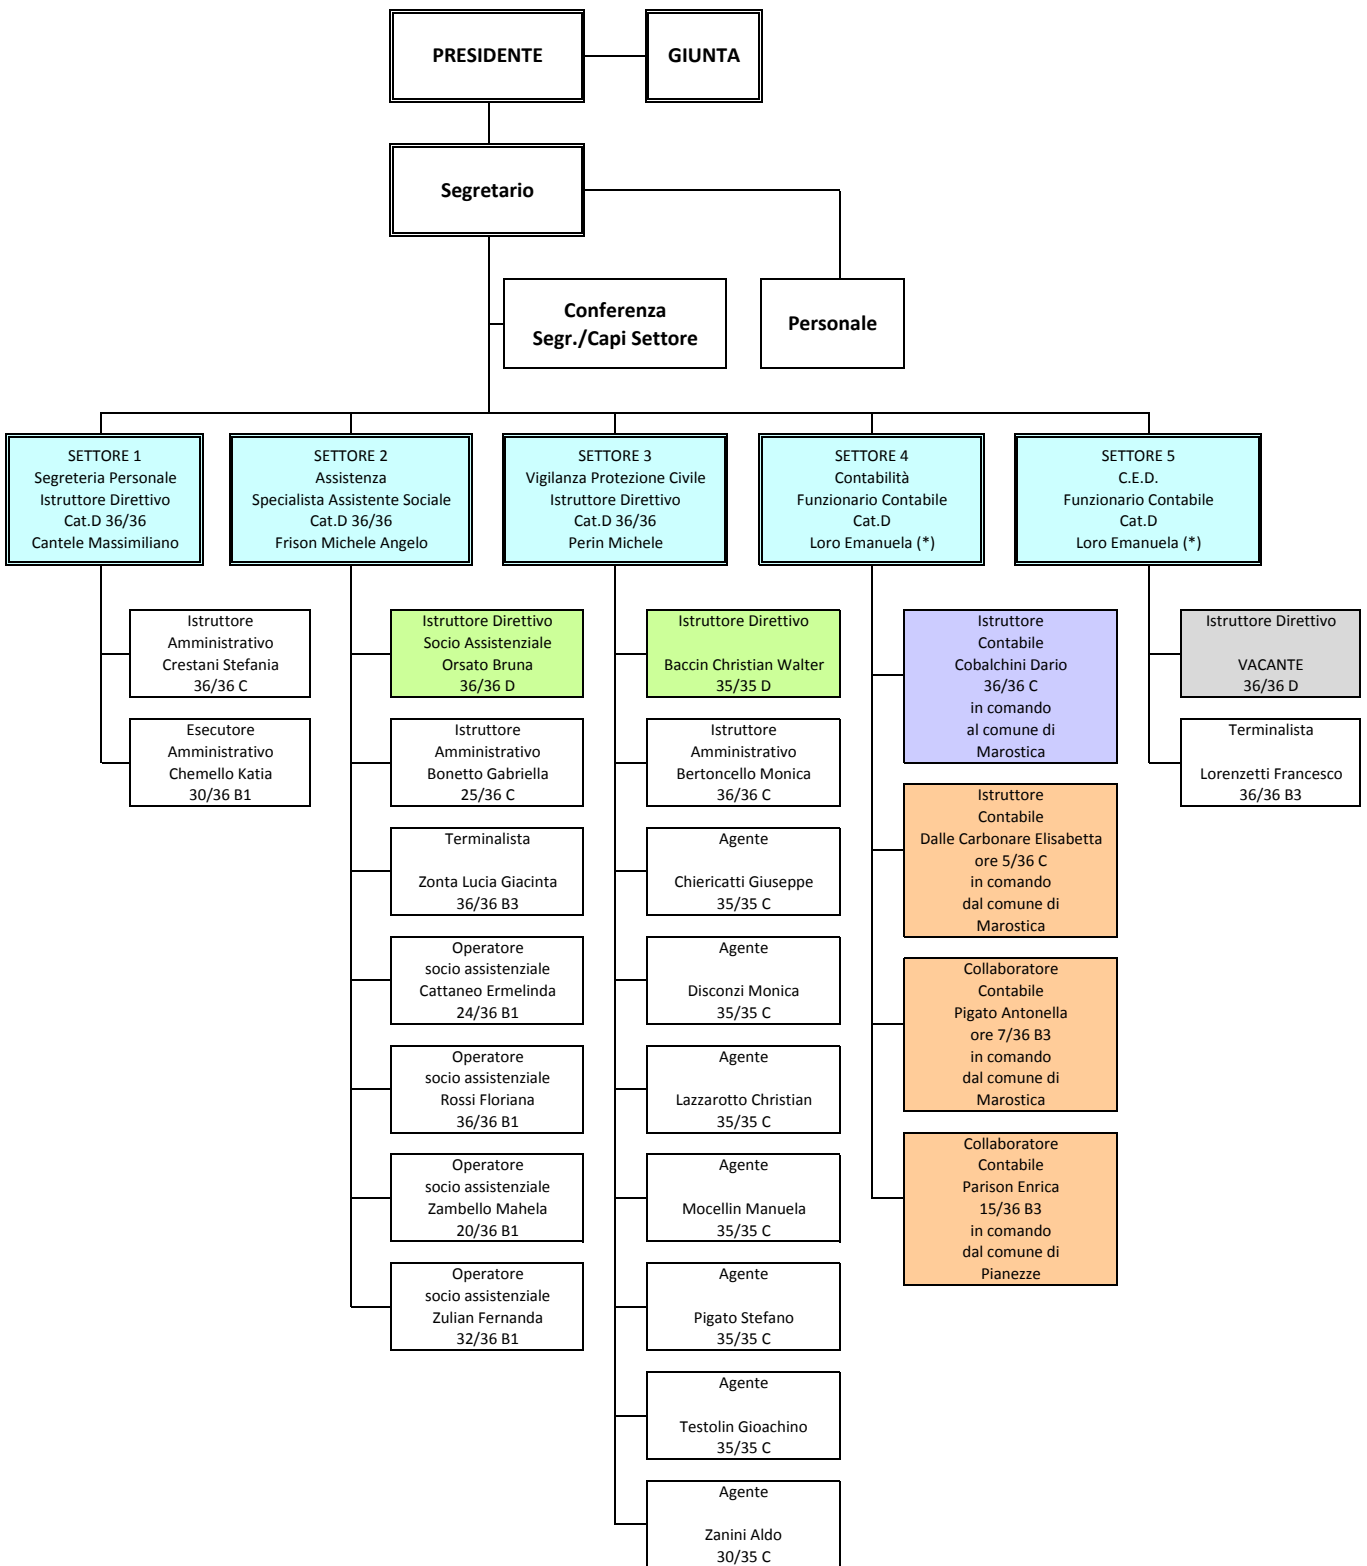 PRESIDENTE
GIUNTA
Segretario
Conferenza
Segr./Capi Settore
Personale
SETTORE 1
Segreteria Personale
Istruttore Direttivo
Cat.D 36/36
Cantele Massimiliano
SETTORE 2
Assistenza
Specialista Assistente Sociale
Cat.D 36/36
Frison Michele Angelo
SETTORE 3
Vigilanza Protezione Civile
Istruttore Direttivo
Cat.D 36/36
Perin Michele
SETTORE 4
Contabilità
Funzionario Contabile
Cat.D
Loro Emanuela (*)
SETTORE 5
C.E.D.
Funzionario Contabile
Cat.D
Loro Emanuela (*)
Istruttore
Amministrativo
Crestani Stefania
36/36 C
Esecutore
Amministrativo
Chemello Katia
30/36 B1
Istruttore Direttivo
Socio Assistenziale
Orsato Bruna
36/36 D
Istruttore
Amministrativo
Bonetto Gabriella
25/36 C
Terminalista
Zonta Lucia Giacinta
36/36 B3
Operatore
socio assistenziale
Cattaneo Ermelinda
24/36 B1
Operatore
socio assistenziale
Rossi Floriana
36/36 B1
Operatore
socio assistenziale
Zambello Mahela
20/36 B1
Operatore
socio assistenziale
Zulian Fernanda
32/36 B1
Istruttore Direttivo
Baccin Christian Walter
35/35 D
Istruttore
Amministrativo
Bertoncello Monica
36/36 C
Agente
Chiericatti Giuseppe
35/35 C
Agente
Disconzi Monica
35/35 C
Agente
Lazzarotto Christian
35/35 C
Agente
Mocellin Manuela
35/35 C
Agente
Pigato Stefano
35/35 C
Agente
Testolin Gioachino
35/35 C
Agente
Zanini Aldo
30/35 C
Istruttore
Contabile
Cobalchini Dario
36/36 C
in comando
al comune di
Marostica
Istruttore
Contabile
Dalle Carbonare Elisabetta
ore 5/36 C
in comando
dal comune di
Marostica
Collaboratore
Contabile
Pigato Antonella
ore 7/36 B3
in comando
dal comune di
Marostica
Collaboratore
Contabile
Parison Enrica
15/36 B3
in comando
dal comune di
Pianezze
Istruttore Direttivo
VACANTE
36/36 D
Terminalista
Lorenzetti Francesco
36/36 B3